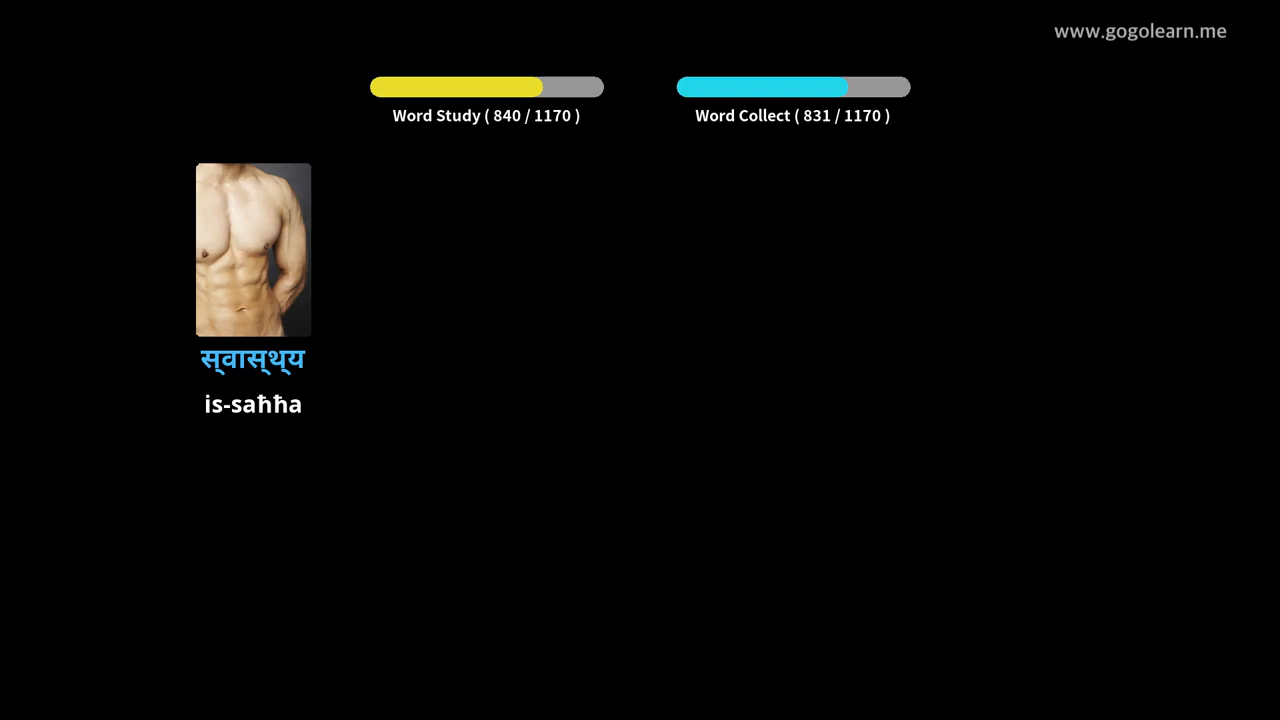 www.gogolearn.me
Word Study ( 840 / 1170 )
Word Collect ( 831 / 1170 )
स्वास्थ्य
is-saħħa